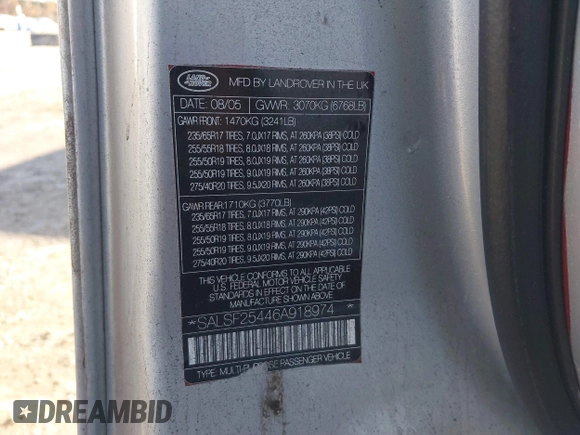 LAND
ROVER
MFD BY LANDROVER IN THE UK
DATE: 08/05 GVWR: 3070KG (6768LB)
GAWR FRONT: 1470KG (3241LB)
235/65R17 TIRES, 7.0JX17 RIMS, AT 260KPA (38PSI) COLD
255/55R18 TIRES, 8.0JX18 RIMS, AT 260KPA (38PSI) COLD
255/50R19 TIRES, 8.0JX19 RIMS, AT 260KPA (38PSI) COLD
255/50R19 TIRES, 9.0JX19 RIMS, AT 260KPA (38PSI) COLD
275/40R20 TIRES, 9.5JX20 RIMS, AT 260KPA (38PSI) COLD
GAWR REAR: 1710KG (3770LB)
235/65R17 TIRES, 7.0JX17 RIMS, AT 290KPA (42PSI) COLD
255/55R18 TIRES, 8.0JX18 RIMS, AT 290KPA (42PSI) COLD
255/50R19 TIRES, 8.0JX19 RIMS, AT 290KPA (42PSI) COLD
255/50R19 TIRES, 9.0JX19 RIMS, AT 290KPA (42PSI) COLD
275/40R20 TIRES, 9.5JX20 RIMS, AT 290KPA (42PSI) COLD
THIS VEHICLE CONFORMS TO ALL APPLICABLE
U.S. FEDERAL MOTOR VEHICLE SAFETY
STANDARDS IN EFFECT ON THE DATE OF
MANUFACTURE SHOWN ABOVE
*SALSF25446A918974*
TYPE: PASSENGER VEHICLE
DREAMBID